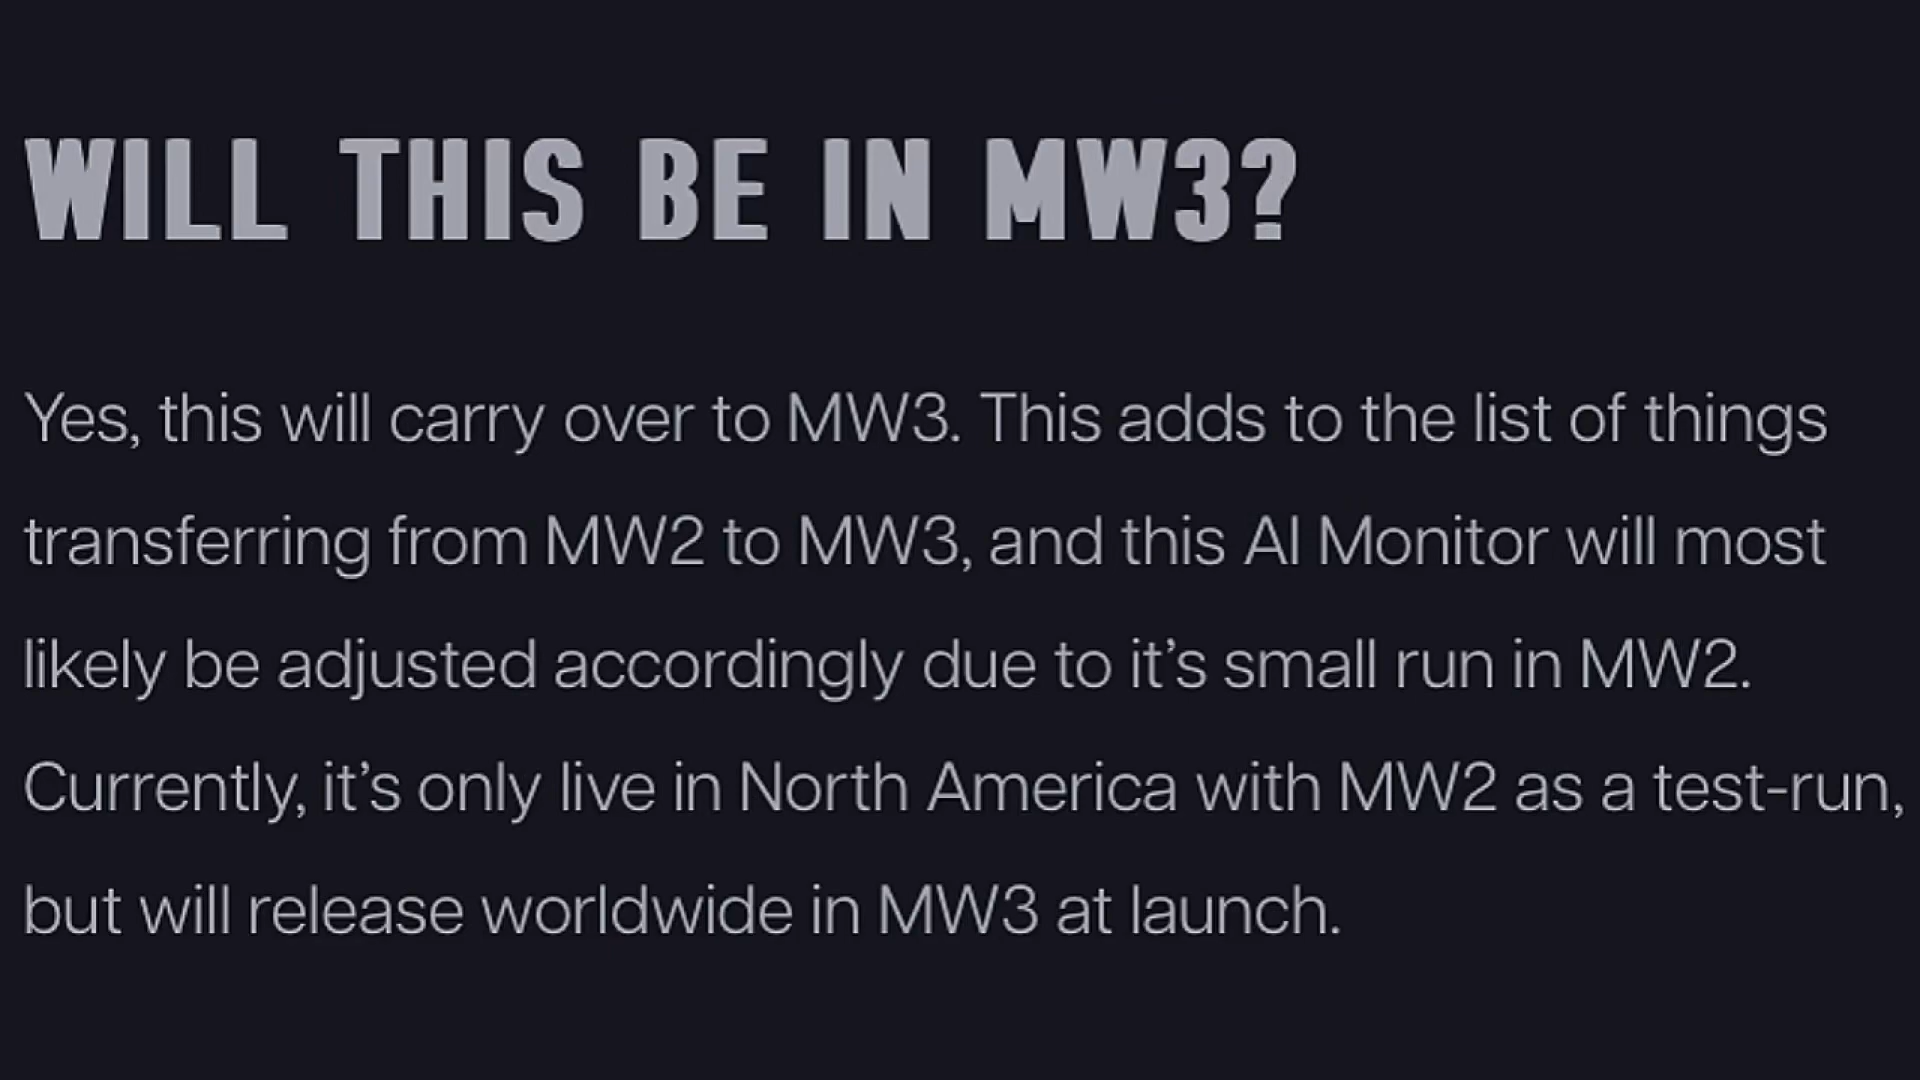 WILL THIS BE IN MW3?
Yes, this will carry over to MW3. This adds to the list of things
transferring from MW2 to MW3, and this AI Monitor will most
likely be adjusted accordingly due to it’s small run in MW2.
Currently, it’s only live in North America with MW2 as a test-run,
but will release worldwide in MW3 at launch.